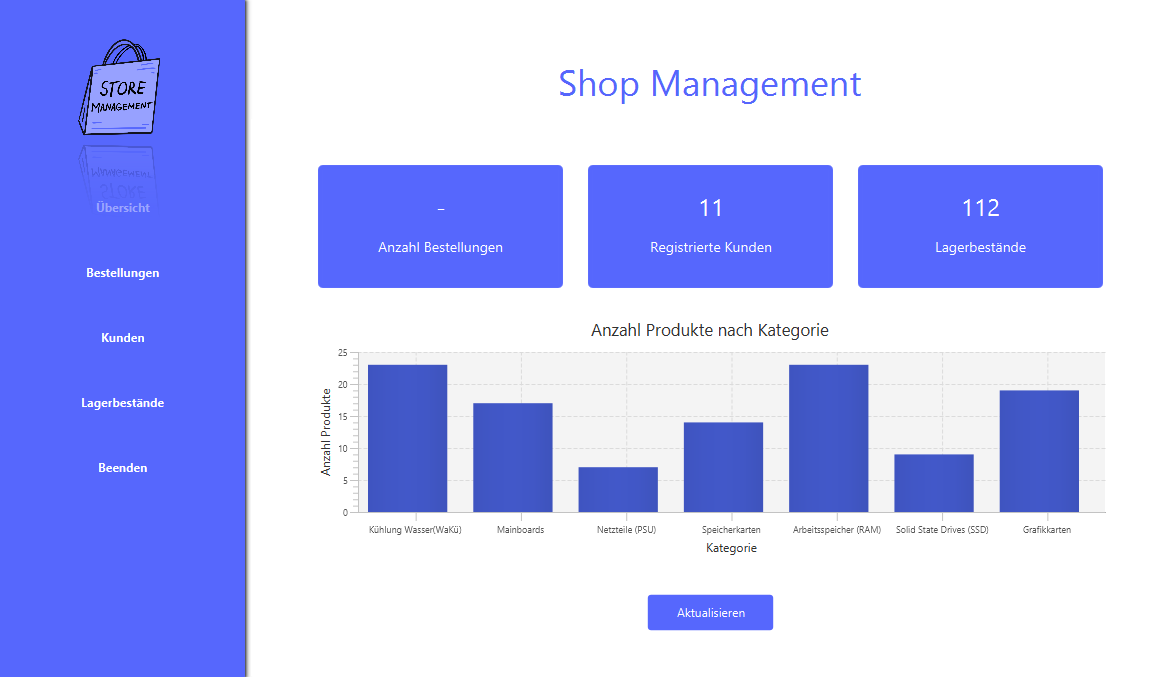 STORE
MANAGEMENT
Übersicht
Bestellungen
Kunden
Lagerbestände
Beenden
Shop Management
-
Anzahl Bestellungen
11
Registrierte Kunden
112
Lagerbestände
Anzahl Produkte nach Kategorie
Anzahl Produkte
25
20
15
10
5
0
Kühlung Wasser(WaKü)
Mainboards
Netzteile (PSU)
Speicherkarten
Arbeitsspeicher (RAM)
Solid State Drives (SSD)
Grafikkarten
Kategorie
Aktualisieren